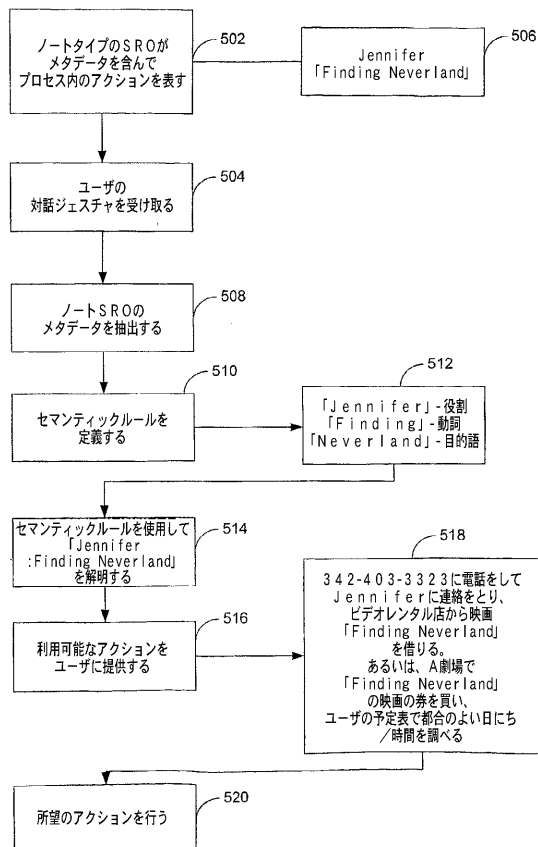 ノートタイプのSROが
メタデータを含んで
プロセス内のアクションを表す
502
Jennifer
「Finding Neverland」
506
ユーザの
対話ジェスチャを受け取る
504
ノートSROの
メタデータを抽出する
508
セマンティックルールを
定義する
510
「Jennifer」-役割
「Finding」-動詞
「Neverland」-目的語
512
セマンティックルールを使用して
「Jennifer
:Finding Neverland」
を解明する
514
利用可能なアクションを
ユーザに提供する
516
342-403-3323に電話をして
Jenniferに連絡をとり、
ビデオレンタル店から映画
「Finding Neverland」
を借りる。
あるいは、A劇場で
「Finding Neverland」
の映画の券を買い、
ユーザの予定表で都合のよい日にち
/時間を調べる
518
所望のアクションを行う
520